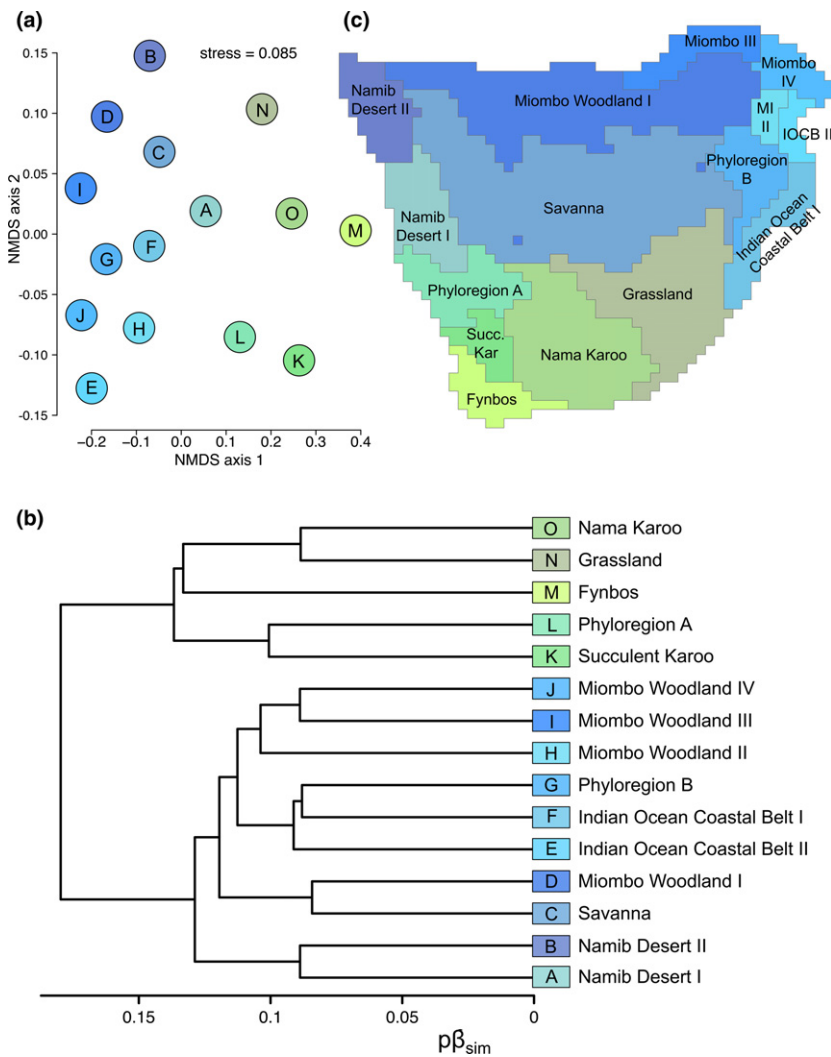 (a)
stress = 0.085
NMDS axis 2
0.15
0.10
0.05
0.00
-0.05
-0.10
-0.15
B
N
D
C
I
A
O
M
F
G
J
H
L
K
E
−0.2
−0.1
0.0
0.1
0.2
0.3
0.4
NMDS axis 1
(c)
Miombo III
Miombo
IV
Namib
Desert II
Miombo Woodland I
MI
II
IOCB II
Phyloregion
B
Savanna
Namib
Desert I
Indian Ocean
Coastal Belt I
Phyloregion A
Grassland
Succ.
Kar
Nama Karoo
Fynbos
(b)
O Nama Karoo
N Grassland
M Fynbos
L Phyloregion A
K Succulent Karoo
J Miombo Woodland IV
I Miombo Woodland III
H Miombo Woodland II
G Phyloregion B
F Indian Ocean Coastal Belt I
E Indian Ocean Coastal Belt II
D Miombo Woodland I
C Savanna
B Namib Desert II
A Namib Desert I
0.15 0.1 0.05 0
pβsim